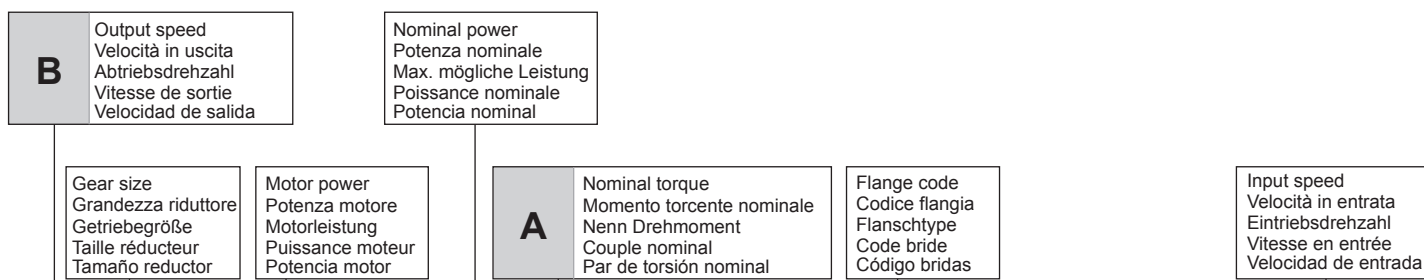 B
Output speed
Velocità in uscita
Abtriebsdrehzahl
Vitesse de sortie
Velocidad de salida
Nominal power
Potenza nominale
Max. mögliche Leistung
Poissance nominale
Potencia nominal
Gear size
Grandezza riduttore
Getriebegröße
Taille réducteur
Tamaño reductor
Motor power
Potenza motore
Motorleistung
Puissance moteur
Potencia motor
A
Nominal torque
Momento torcente nominale
Nenn Drehmoment
Couple nominal
Par de torsión nominal
Flange code
Codice flangia
Flanschtype
Code bride
Código bridas
Input speed
Velocità in entrata
Eintriebsdrehzahl
Vitesse en entrée
Velocidad de entrada